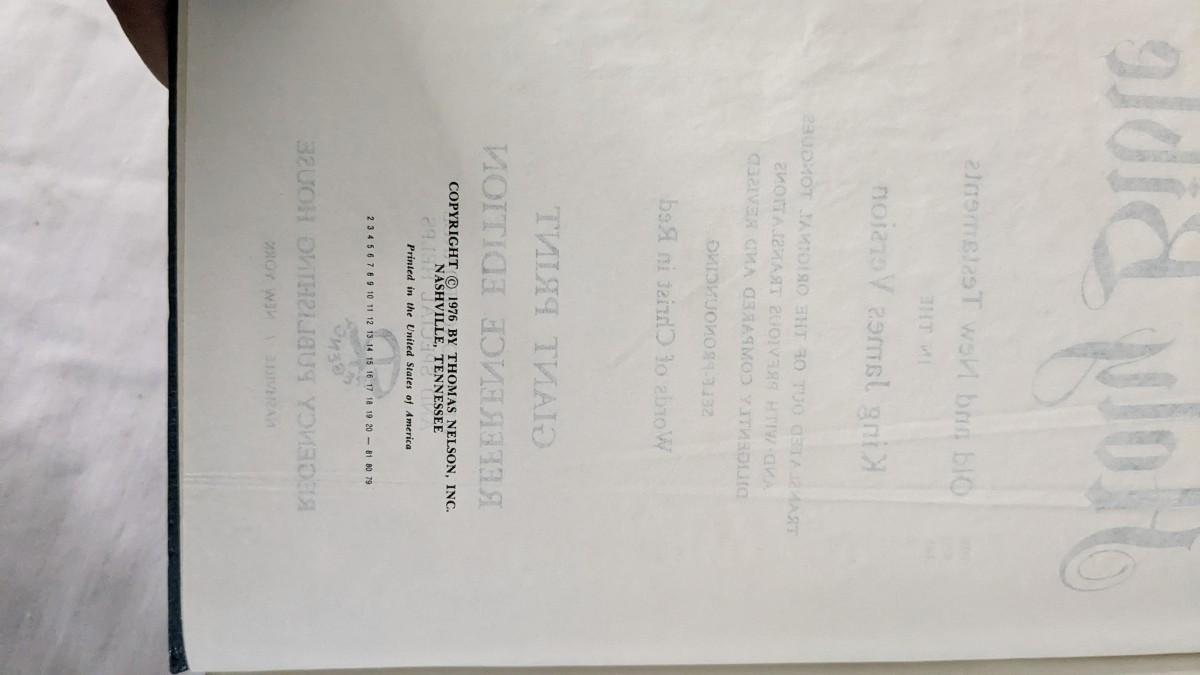 COPYRIGHT © 1976 BY THOMAS NELSON, INC.
NASHVILLE, TENNESSEE
Printed in the United States of America
2 3 4 5 6 7 8 9 10 11 12 13 14 15 16 17 18 19 20 — 81 80 79
Holy Bible
Old and New Testaments
IN THE
King James Version
TRANSLATED OUT OF THE ORIGINAL TONGUES
AND WITH PREVIOUS TRANSLATIONS
DILIGENTLY COMPARED AND REVISED
SELF-PRONOUNCING
Words of Christ in Red
GIANT PRINT
REFERENCE EDITION
REGENCY PUBLISHING HOUSE
NASHVILLE / NEW YORK